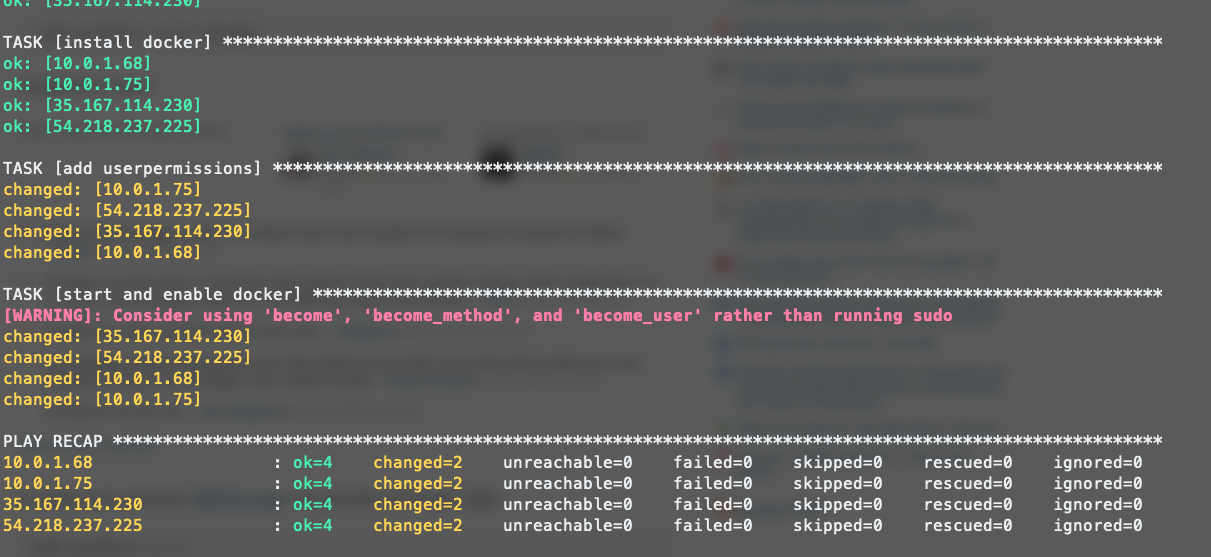 ok: [35.167.114.230]
TASK [install docker] **********************************************************************************************
ok: [10.0.1.68]
ok: [10.0.1.75]
ok: [35.167.114.230]
ok: [54.218.237.225]
TASK [add userpermissions] *****************************************************************************************
changed: [10.0.1.75]
changed: [54.218.237.225]
changed: [35.167.114.230]
changed: [10.0.1.68]
TASK [start and enable docker] *************************************************************************************
[WARNING]: Consider using 'become', 'become_method', and 'become_user' rather than running sudo
changed: [35.167.114.230]
changed: [54.218.237.225]
changed: [10.0.1.68]
changed: [10.0.1.75]
PLAY RECAP *********************************************************************************************************
10.0.1.68 : ok=4 changed=2 unreachable=0 failed=0 skipped=0 rescued=0 ignored=0
10.0.1.75 : ok=4 changed=2 unreachable=0 failed=0 skipped=0 rescued=0 ignored=0
35.167.114.230 : ok=4 changed=2 unreachable=0 failed=0 skipped=0 rescued=0 ignored=0
54.218.237.225 : ok=4 changed=2 unreachable=0 failed=0 skipped=0 rescued=0 ignored=0